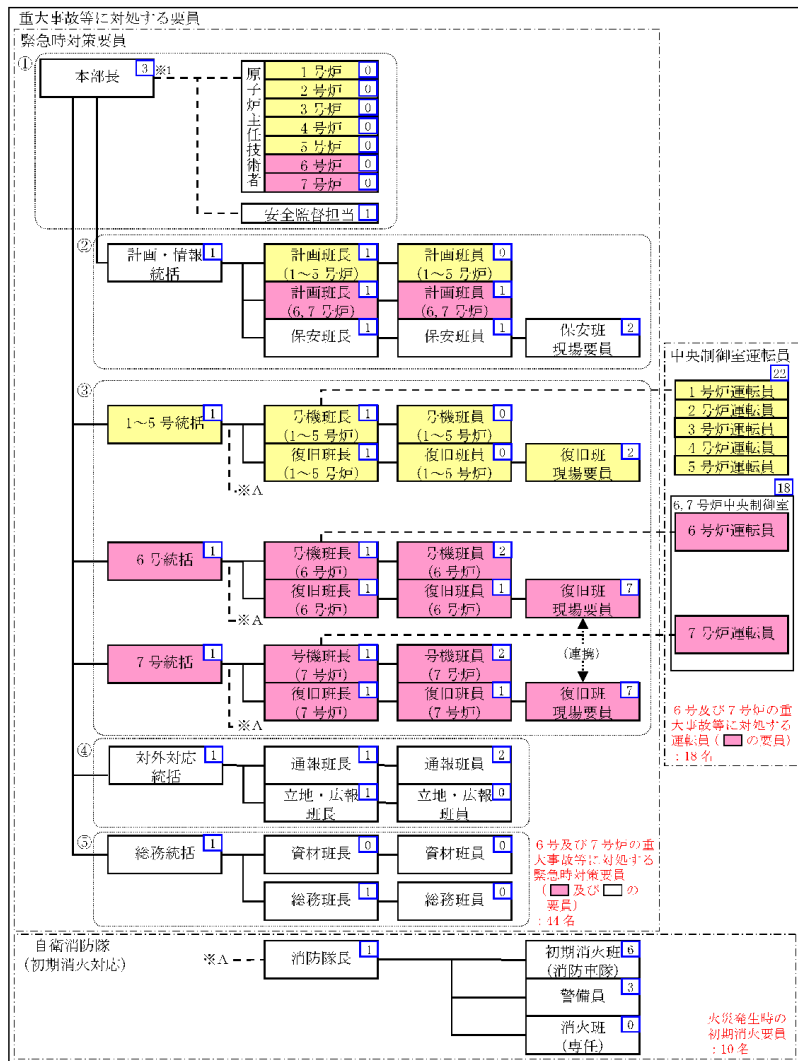 重大事故等に対処する要員
緊急時対策要員
①
本部長 3 ※1
原子炉主任技術者
1号炉 0
2号炉 0
3号炉 0
4号炉 0
5号炉 0
6号炉 0
7号炉 0
安全監督担当 1
②
計画・情報 1
統括
計画班長 1
(1~5号炉)
計画班員 0
(1~5号炉)
計画班長 1
(6,7号炉)
計画班員 1
(6,7号炉)
保安班長 1
保安班員 1
保安班 2
現場要員
中央制御室運転員
22
1号炉運転員
2号炉運転員
3号炉運転員
4号炉運転員
5号炉運転員
18
6,7号炉中央制御室
6号炉運転員
7号炉運転員
6号及び7号炉の重
大事故等に対処する
運転員(の要員)
:18名
③
1~5号統括 1
※A
号機班長 1
(1~5号炉)
号機班員 0
(1~5号炉)
復旧班長 1
(1~5号炉)
復旧班員 0
(1~5号炉)
復旧班 2
現場要員
6号統括 1
※A
号機班長 1
(6号炉)
号機班員 2
(6号炉)
復旧班長 1
(6号炉)
復旧班員 1
(6号炉)
復旧班 7
現場要員
(連携)
7号統括 1
※A
号機班長 1
(7号炉)
号機班員 2
(7号炉)
復旧班長 1
(7号炉)
復旧班員 1
(7号炉)
復旧班 7
現場要員
④
対外対応 1
統括
通報班長 1
通報班員 2
立地・広報 1
班長
立地・広報 0
班員
⑤
総務統括 1
資材班長 0
資材班員 0
総務班長 1
総務班員 0
6号及び7号炉の重
大事故等に対処する
緊急時対策要員
(及びの
要員)
:44名
自衛消防隊
(初期消火対応)
※A
消防隊長 1
初期消火班 6
(消防車隊)
警備員 3
消火班 0
(専任)
火災発生時の
初期消火要員
:10名